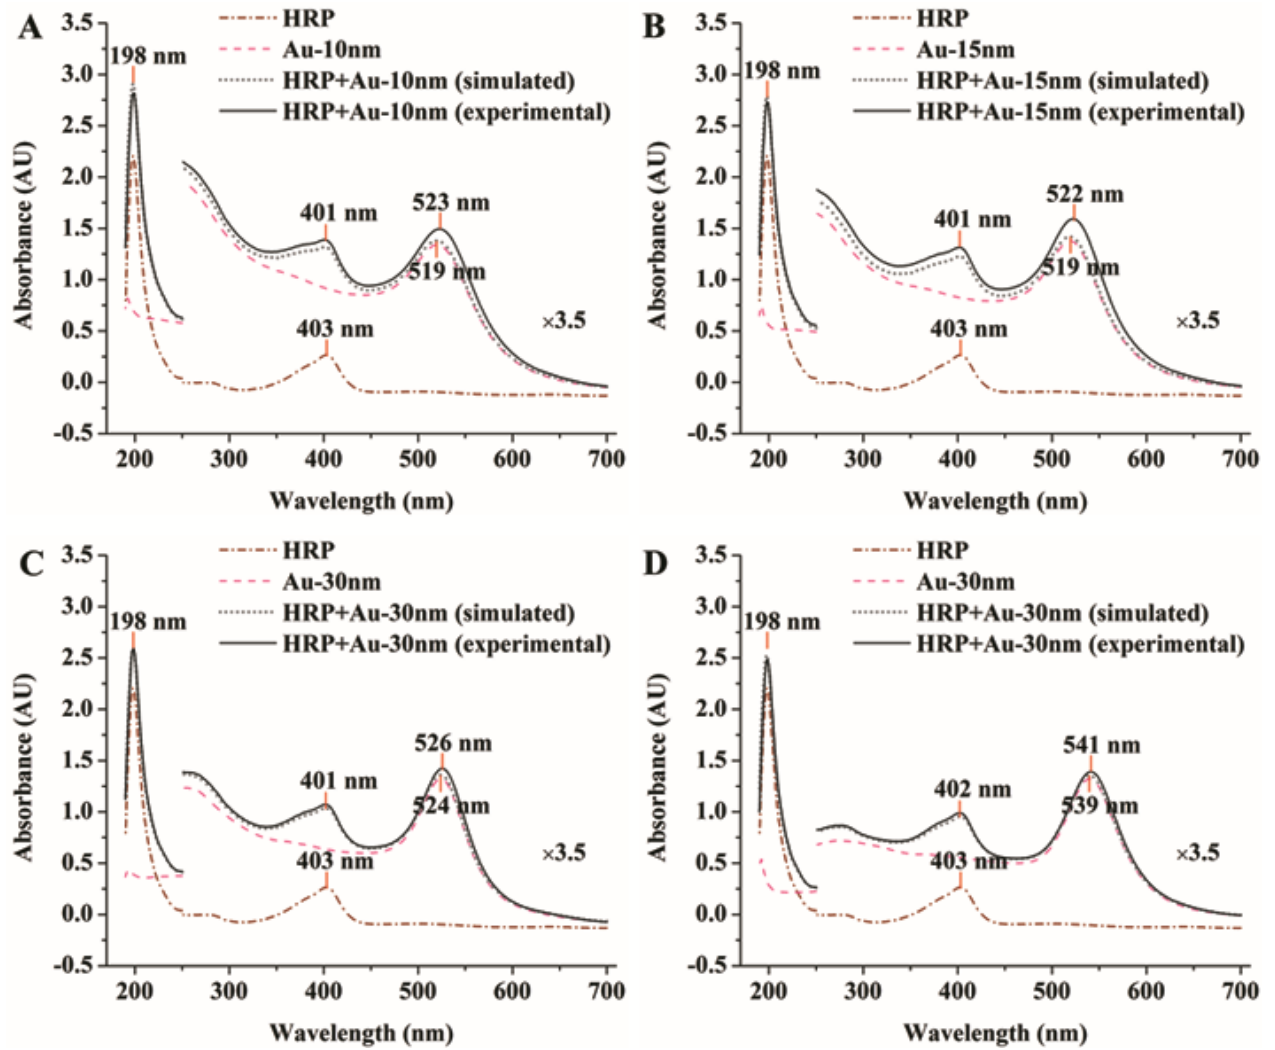 A
HRP
Au-10nm
HRP+Au-10nm (simulated)
HRP+Au-10nm (experimental)
198 nm
401 nm
523 nm
519 nm
403 nm
×3.5
3.5
3.0
2.5
2.0
1.5
1.0
0.5
0.0
-0.5
Absorbance (AU)
200 300 400 500 600 700
Wavelength (nm)
B
HRP
Au-15nm
HRP+Au-15nm (simulated)
HRP+Au-15nm (experimental)
198 nm
401 nm
522 nm
519 nm
403 nm
×3.5
3.5
3.0
2.5
2.0
1.5
1.0
0.5
0.0
-0.5
Absorbance (AU)
200 300 400 500 600 700
Wavelength (nm)
C
HRP
Au-30nm
HRP+Au-30nm (simulated)
HRP+Au-30nm (experimental)
198 nm
401 nm
526 nm
524 nm
403 nm
×3.5
3.5
3.0
2.5
2.0
1.5
1.0
0.5
0.0
-0.5
Absorbance (AU)
200 300 400 500 600 700
Wavelength (nm)
D
HRP
Au-30nm
HRP+Au-30nm (simulated)
HRP+Au-30nm (experimental)
198 nm
402 nm
541 nm
539 nm
403 nm
×3.5
3.5
3.0
2.5
2.0
1.5
1.0
0.5
0.0
-0.5
Absorbance (AU)
200 300 400 500 600 700
Wavelength (nm)